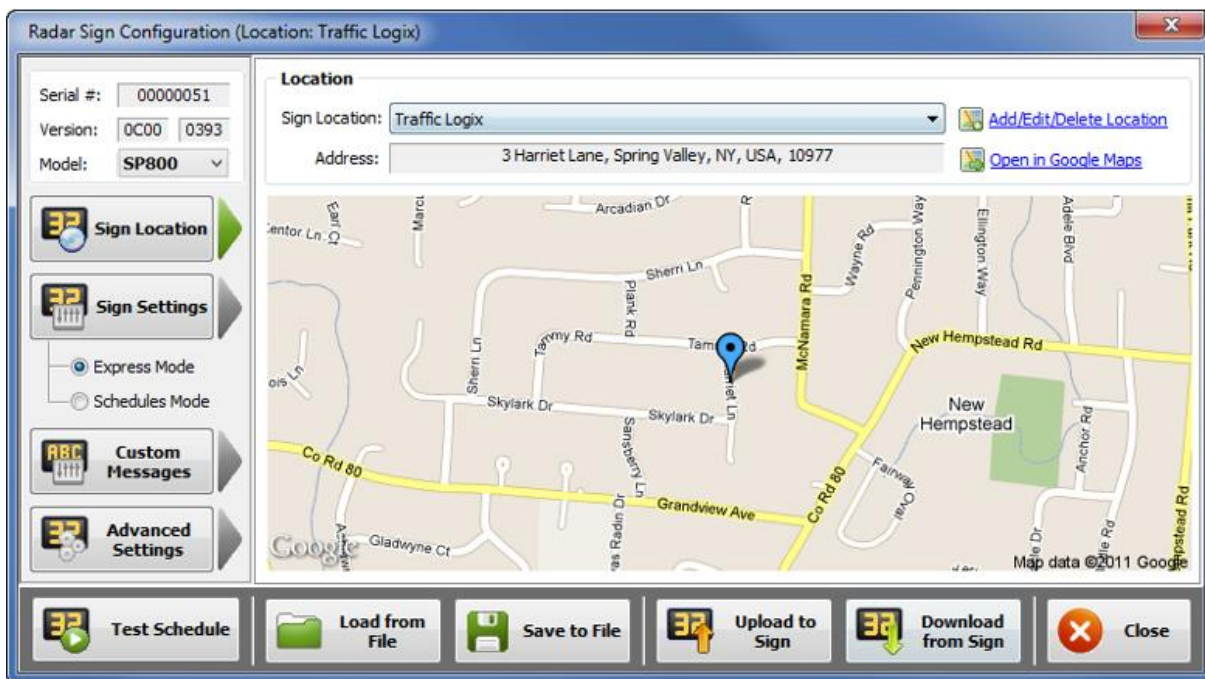 Radar Sign Configuration (Location: Traffic Logix)
Serial #: 00000051
Version: 0C00 0393
Model: SP800
Sign Location
Sign Settings
Express Mode
Schedules Mode
ABC
Custom
Messages
Advanced
Settings
Location
Sign Location: Traffic Logix
Add/Edit/Delete Location
Address: 3 Harriet Lane, Spring Valley, NY, USA, 10977
Open in Google Maps
Earl Ct
Arcadian Dr
Sherri Ln
Plank Rd
McNamara Rd
Wayne Rd
Pennington Way
Ellington Way
Adele Blvd
New Hempstead Rd
Sherri Ln
Skylark Dr
Skylark Dr
Sansberry Ln
New
Hempstead
Anchor Rd
Co Rd 80
Grandview Ave
Co Rd 80
Fairway Oval
Gladwyne Ct
Google
Map data ©2011 Google
Test Schedule
Load from
File
Save to File
Upload to
Sign
Download
from Sign
Close